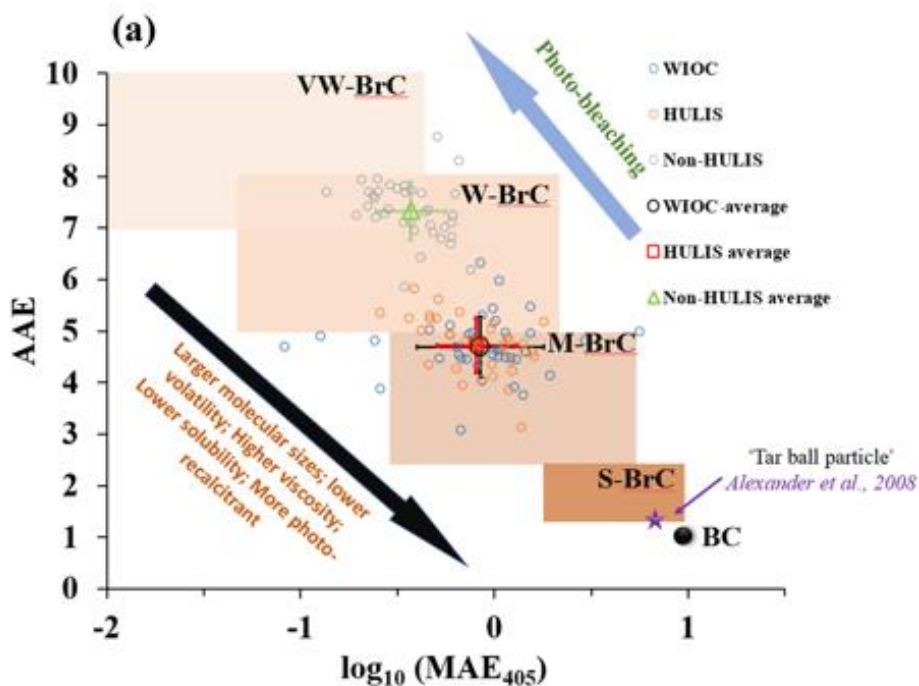 (a)
Photo-bleaching
WIOC
HULIS
Non-HULIS
WIOC-average
HULIS average
Non-HULIS average
VW-BrC
W-BrC
M-BrC
S-BrC
BC
'Tar ball particle'
Alexander et al., 2008
Larger molecular sizes; lower
volatility; Higher viscosity;
Lower solubility; More photo-
recalcitrant
AAE
10
9
8
7
6
5
4
3
2
1
0
-2
-1
0
1
log10 (MAE405)